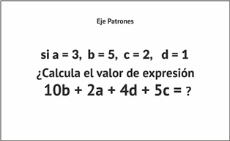 Eje Patrones
si a = 3, b = 5, c = 2, d = 1
¿Calcula el valor de expresión
10b + 2a + 4d + 5c = ?